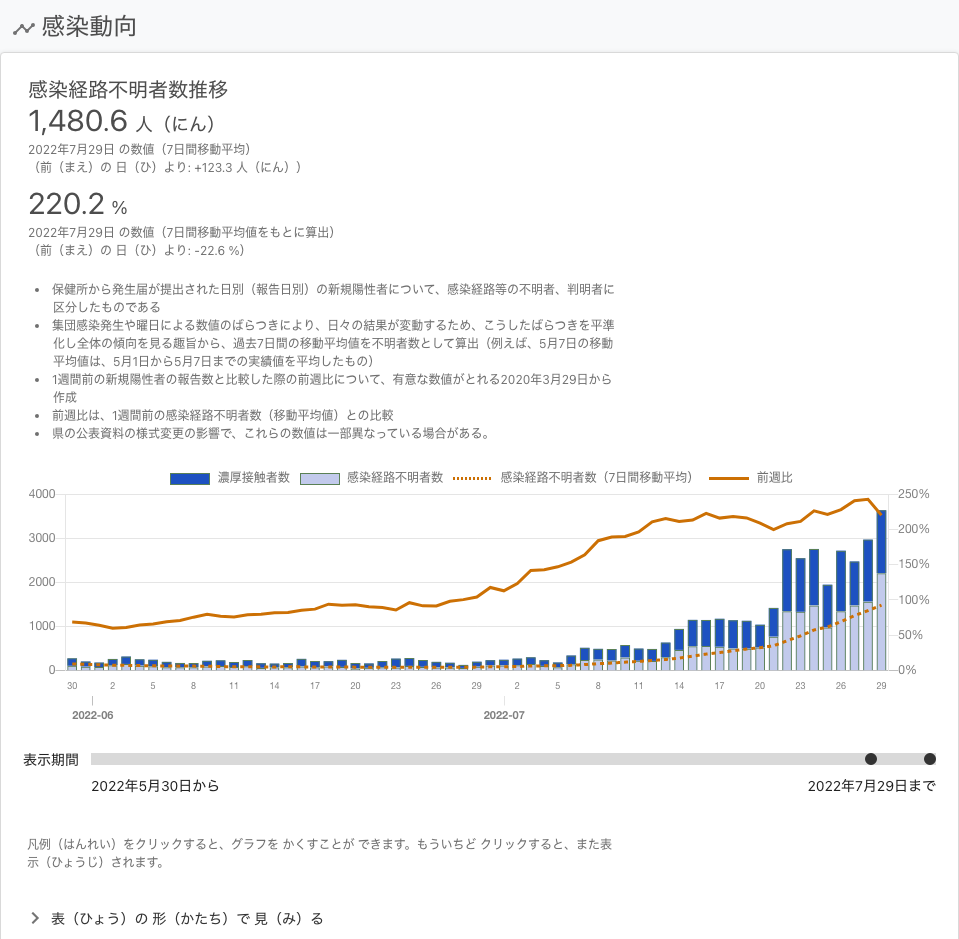 感染動向
感染経路不明者数推移
1,480.6 人（にん）
2022年7月29日 の数値（7日間移動平均）
（前（まえ）の 日（ひ）より: +123.3 人（にん））
220.2 %
2022年7月29日 の数値（7日間移動平均値をもとに算出）
（前（まえ）の 日（ひ）より: -22.6 %）
• 保健所から発生届が提出された日別（報告日別）の新規陽性者について、感染経路等の不明者、判明者に
区分したものである
• 集団感染発生や曜日による数値のばらつきにより、日々の結果が変動するため、こうしたばらつきを平準
化し全体の傾向を見る趣旨から、過去7日間の移動平均値を不明者数として算出（例えば、5月7日の移動
平均値は、5月1日から5月7日までの実績値を平均したもの）
• 1週間前の新規陽性者の報告数と比較した際の前週比について、有意な数値がとれる2020年3月29日から
作成
• 前週比は、1週間前の感染経路不明者数（移動平均値）との比較
• 県の公表資料の様式変更の影響で、これらの数値は一部異なっている場合がある。
濃厚接触者数 感染経路不明者数 感染経路不明者数（7日間移動平均） 前週比
4000 250%
200%
3000
150%
2000
100%
1000
50%
0 0%
30 2 5 8 11 14 17 20 23 26 29 2 5 8 11 14 17 20 23 26 29
2022-06 2022-07
表示期間
2022年5月30日から 2022年7月29日まで
凡例（はんれい）をクリックすると、グラフを かくすことが できます。もういちど クリックすると、また表
示（ひょうじ）されます。
表（ひょう）の 形（かたち）で 見（み）る